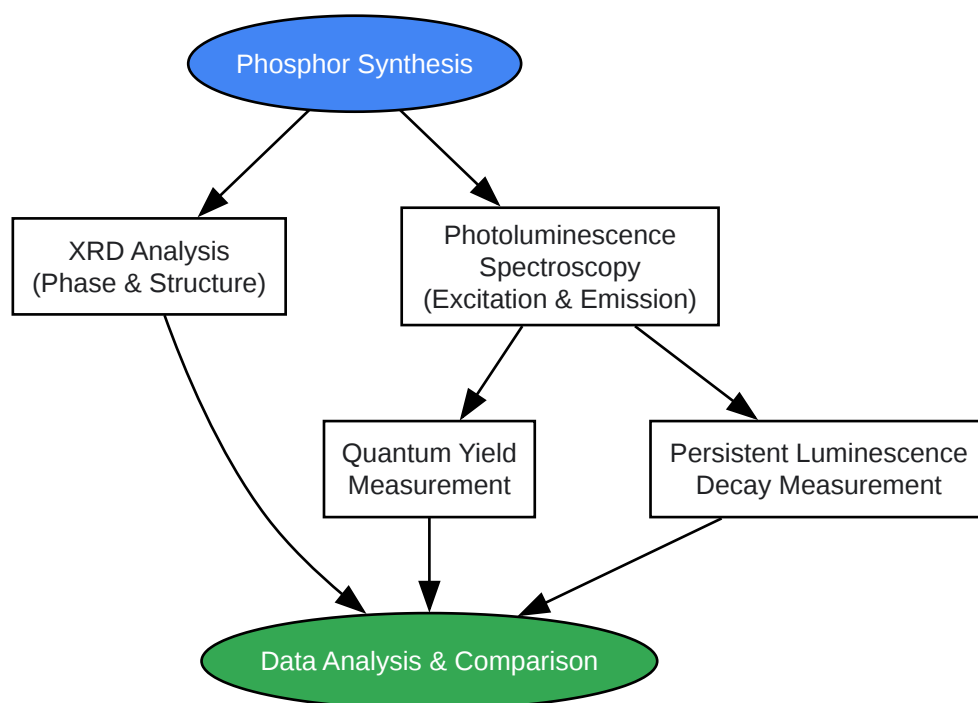 Phosphor Synthesis
XRD Analysis
(Phase & Structure)
Photoluminescence
Spectroscopy
(Excitation & Emission)
Quantum Yield
Measurement
Persistent Luminescence
Decay Measurement
Data Analysis & Comparison